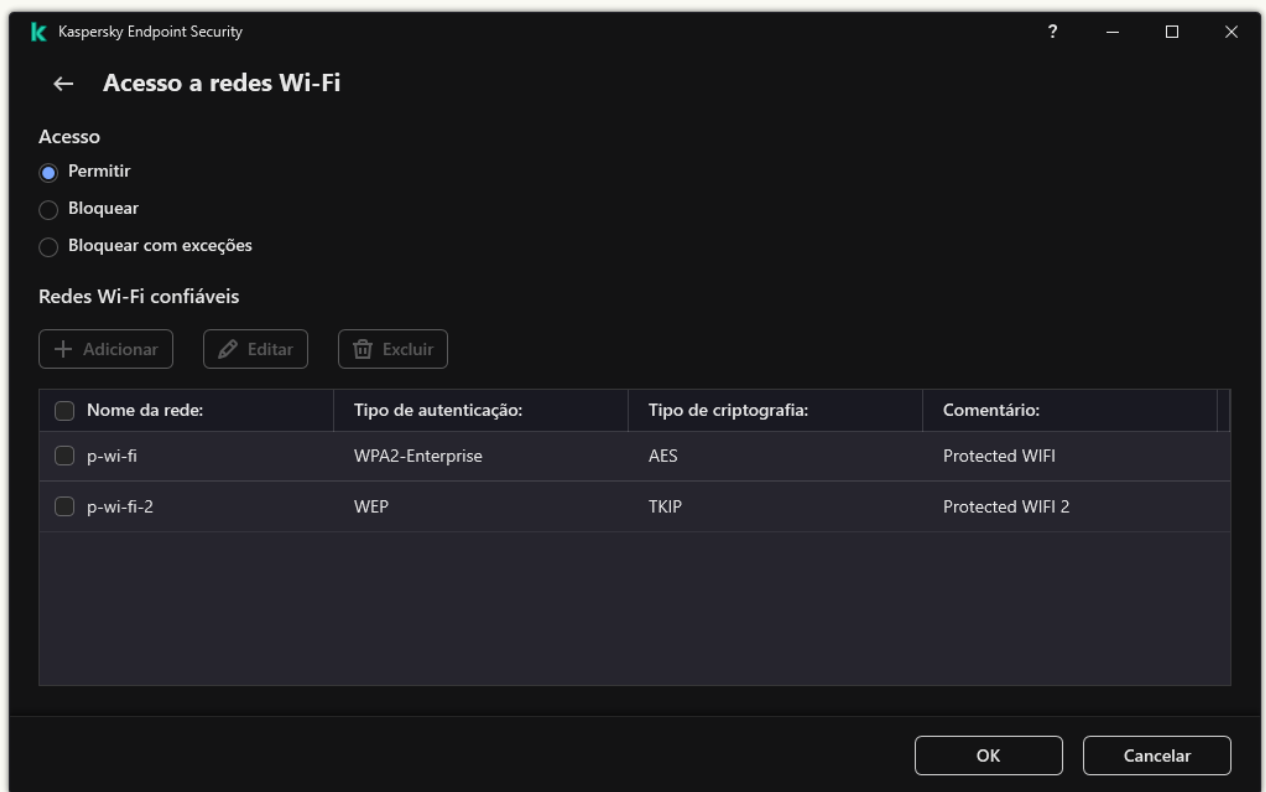 Kaspersky Endpoint Security ?
Acesso a redes Wi-Fi
Acesso
Permitir
Bloquear
Bloquear com exceções
Redes Wi-Fi confiáveis
Adicionar Editar Excluir
Nome da rede: Tipo de autenticação: Tipo de criptografia: Comentário:
p-wi-fi WPA2-Enterprise AES Protected WIFI
p-wi-fi-2 WEP TKIP Protected WIFI 2
OK Cancelar